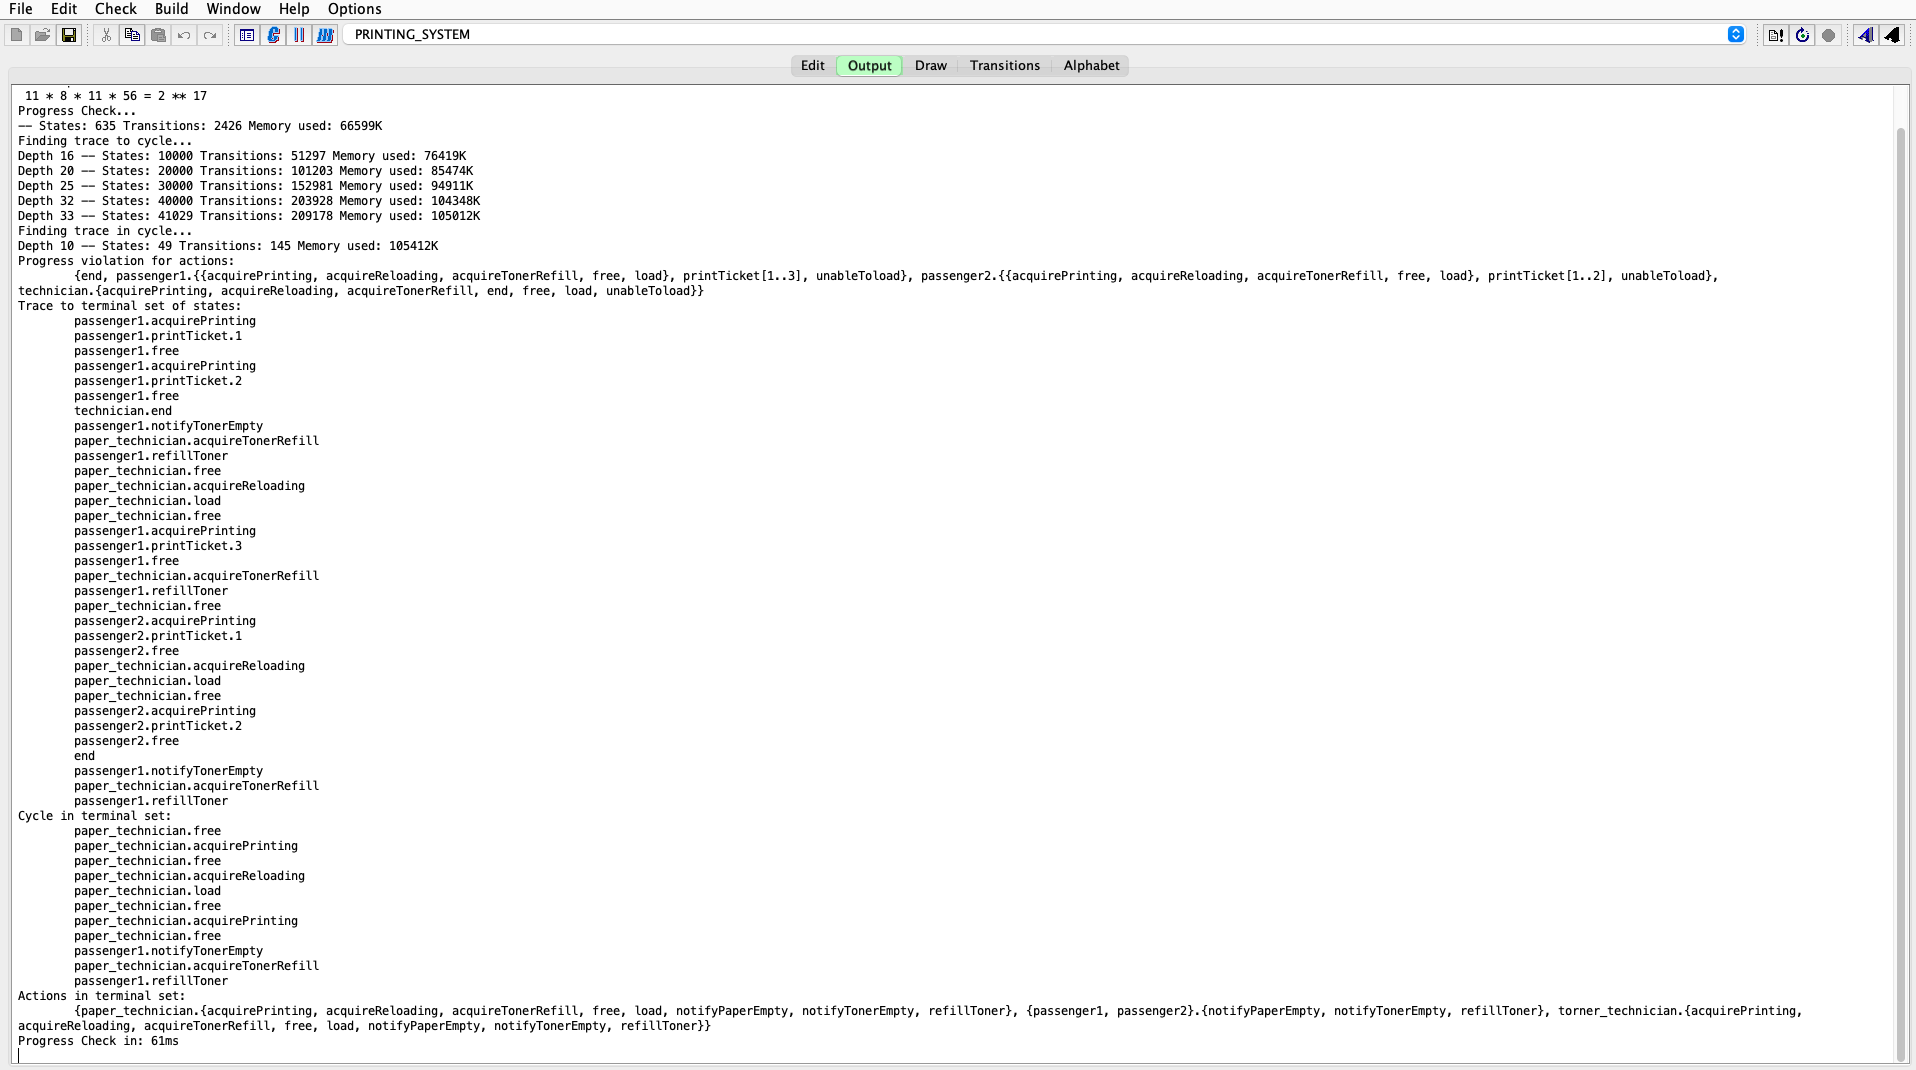 File Edit Check Build Window Help Options
PRINTING_SYSTEM
Edit Output Draw Transitions Alphabet
11 * 8 * 11 * 56 = 2 ** 17
Progress Check...
-- States: 635 Transitions: 2426 Memory used: 66599K
Finding trace to cycle...
Depth 16 -- States: 10000 Transitions: 51297 Memory used: 76419K
Depth 20 -- States: 20000 Transitions: 101203 Memory used: 85474K
Depth 25 -- States: 30000 Transitions: 152981 Memory used: 94911K
Depth 32 -- States: 40000 Transitions: 203928 Memory used: 104348K
Depth 33 -- States: 41029 Transitions: 209178 Memory used: 105012K
Finding trace in cycle...
Depth 10 -- States: 49 Transitions: 145 Memory used: 105412K
Progress violation for actions:
{end, passenger1.{{acquirePrinting, acquireReloading, acquireTonerRefill, free, load}, printTicket[1..3], unableToload}, passenger2.{{acquirePrinting, acquireReloading, acquireTonerRefill, free, load}, printTicket[1..2], unableToload},
technician.{acquirePrinting, acquireReloading, acquireTonerRefill, end, free, load, unableToload}}
Trace to terminal set of states:
passenger1.acquirePrinting
passenger1.printTicket.1
passenger1.free
passenger1.acquirePrinting
passenger1.printTicket.2
passenger1.free
technician.end
passenger1.notifyTonerEmpty
paper_technician.acquireTonerRefill
passenger1.refillToner
paper_technician.free
paper_technician.acquireReloading
paper_technician.load
paper_technician.free
passenger1.acquirePrinting
passenger1.printTicket.3
passenger1.free
paper_technician.acquireTonerRefill
passenger1.refillToner
paper_technician.free
passenger2.acquirePrinting
passenger2.printTicket.1
passenger2.free
paper_technician.acquireReloading
paper_technician.load
paper_technician.free
passenger2.acquirePrinting
passenger2.printTicket.2
passenger2.free
end
passenger1.notifyTonerEmpty
paper_technician.acquireTonerRefill
passenger1.refillToner
Cycle in terminal set:
paper_technician.free
paper_technician.acquirePrinting
paper_technician.free
paper_technician.acquireReloading
paper_technician.load
paper_technician.free
paper_technician.acquirePrinting
paper_technician.free
passenger1.notifyTonerEmpty
paper_technician.acquireTonerRefill
passenger1.refillToner
Actions in terminal set:
{paper_technician.{acquirePrinting, acquireReloading, acquireTonerRefill, free, load, notifyPaperEmpty, notifyTonerEmpty, refillToner}, {passenger1, passenger2}.{notifyPaperEmpty, notifyTonerEmpty, refillToner}, torner_technician.{acquirePrinting,
acquireReloading, acquireTonerRefill, free, load, notifyPaperEmpty, notifyTonerEmpty, refillToner}}
Progress Check in: 61ms